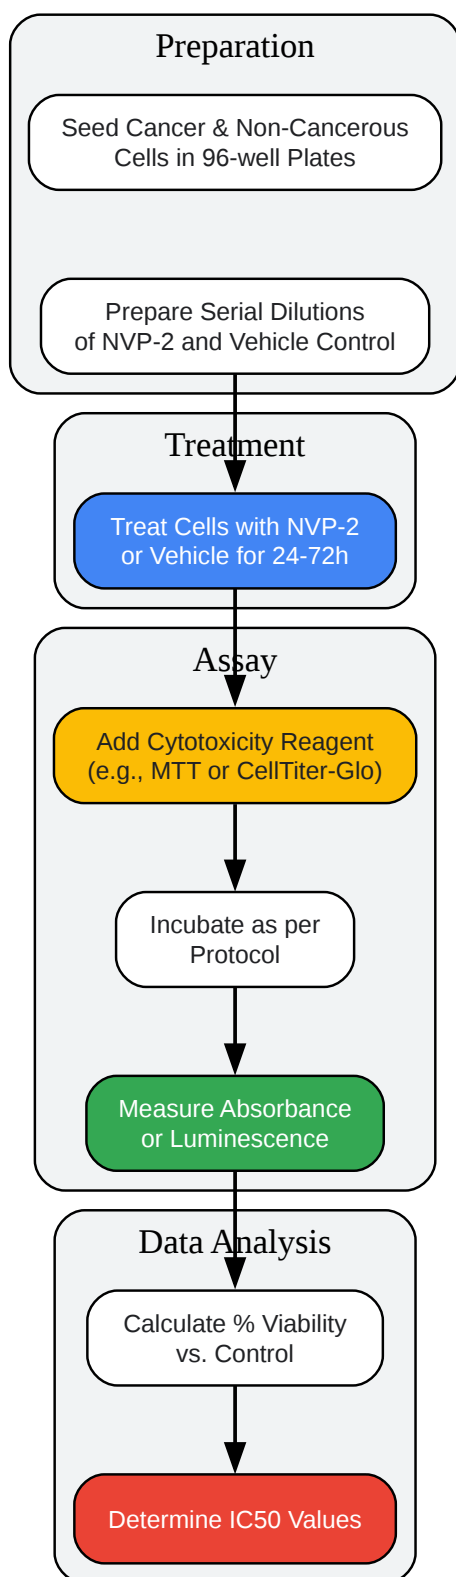 Preparation
Seed Cancer & Non-Cancerous
Cells in 96-well Plates
Prepare Serial Dilutions
of NVP-2 and Vehicle Control
Treatment
Treat Cells with NVP-2
or Vehicle for 24-72h
Assay
Add Cytotoxicity Reagent
(e.g., MTT or CellTiter-Glo)
Incubate as per
Protocol
Measure Absorbance
or Luminescence
Data Analysis
Calculate % Viability
vs. Control
Determine IC50 Values